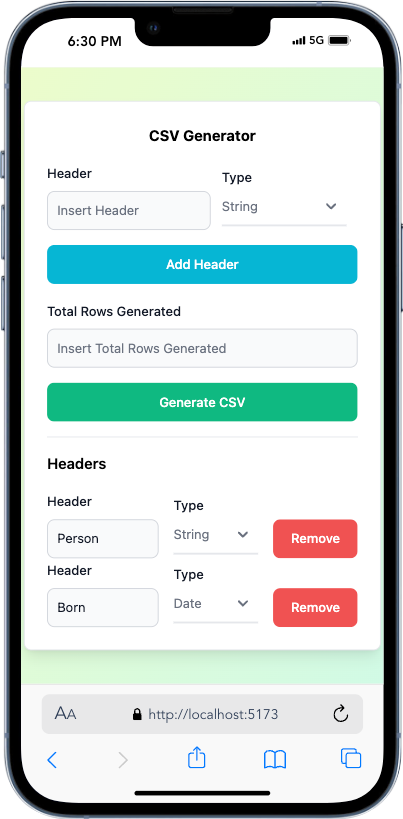 6:30 PM 5G
CSV Generator
Header Type
Insert Header String
Add Header
Total Rows Generated
Insert Total Rows Generated
Generate CSV
Headers
Header Type
Person String Remove
Header Type
Born Date Remove
AA http://localhost:5173